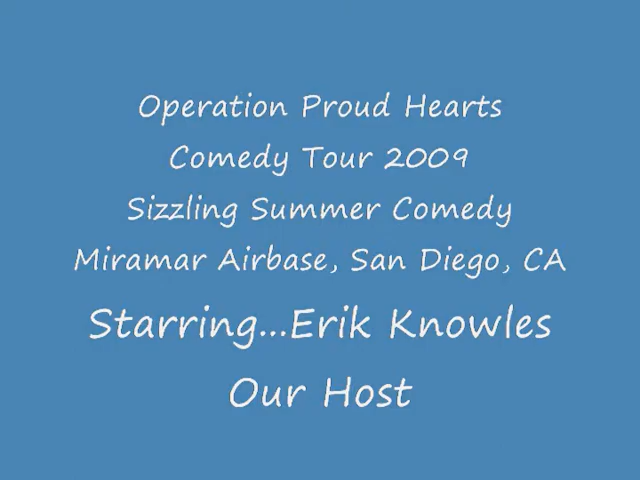 Operation Proud Hearts
Comedy Tour 2009
Sizzling Summer Comedy
Miramar Airbase, San Diego, CA
Starring...Erik Knowles
Our Host